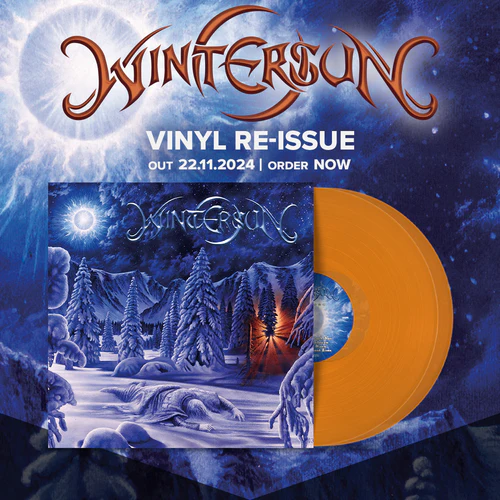 WINTERSUN
VINYL RE-ISSUE
OUT 22.11.2024 | ORDER NOW
WINTERSUN